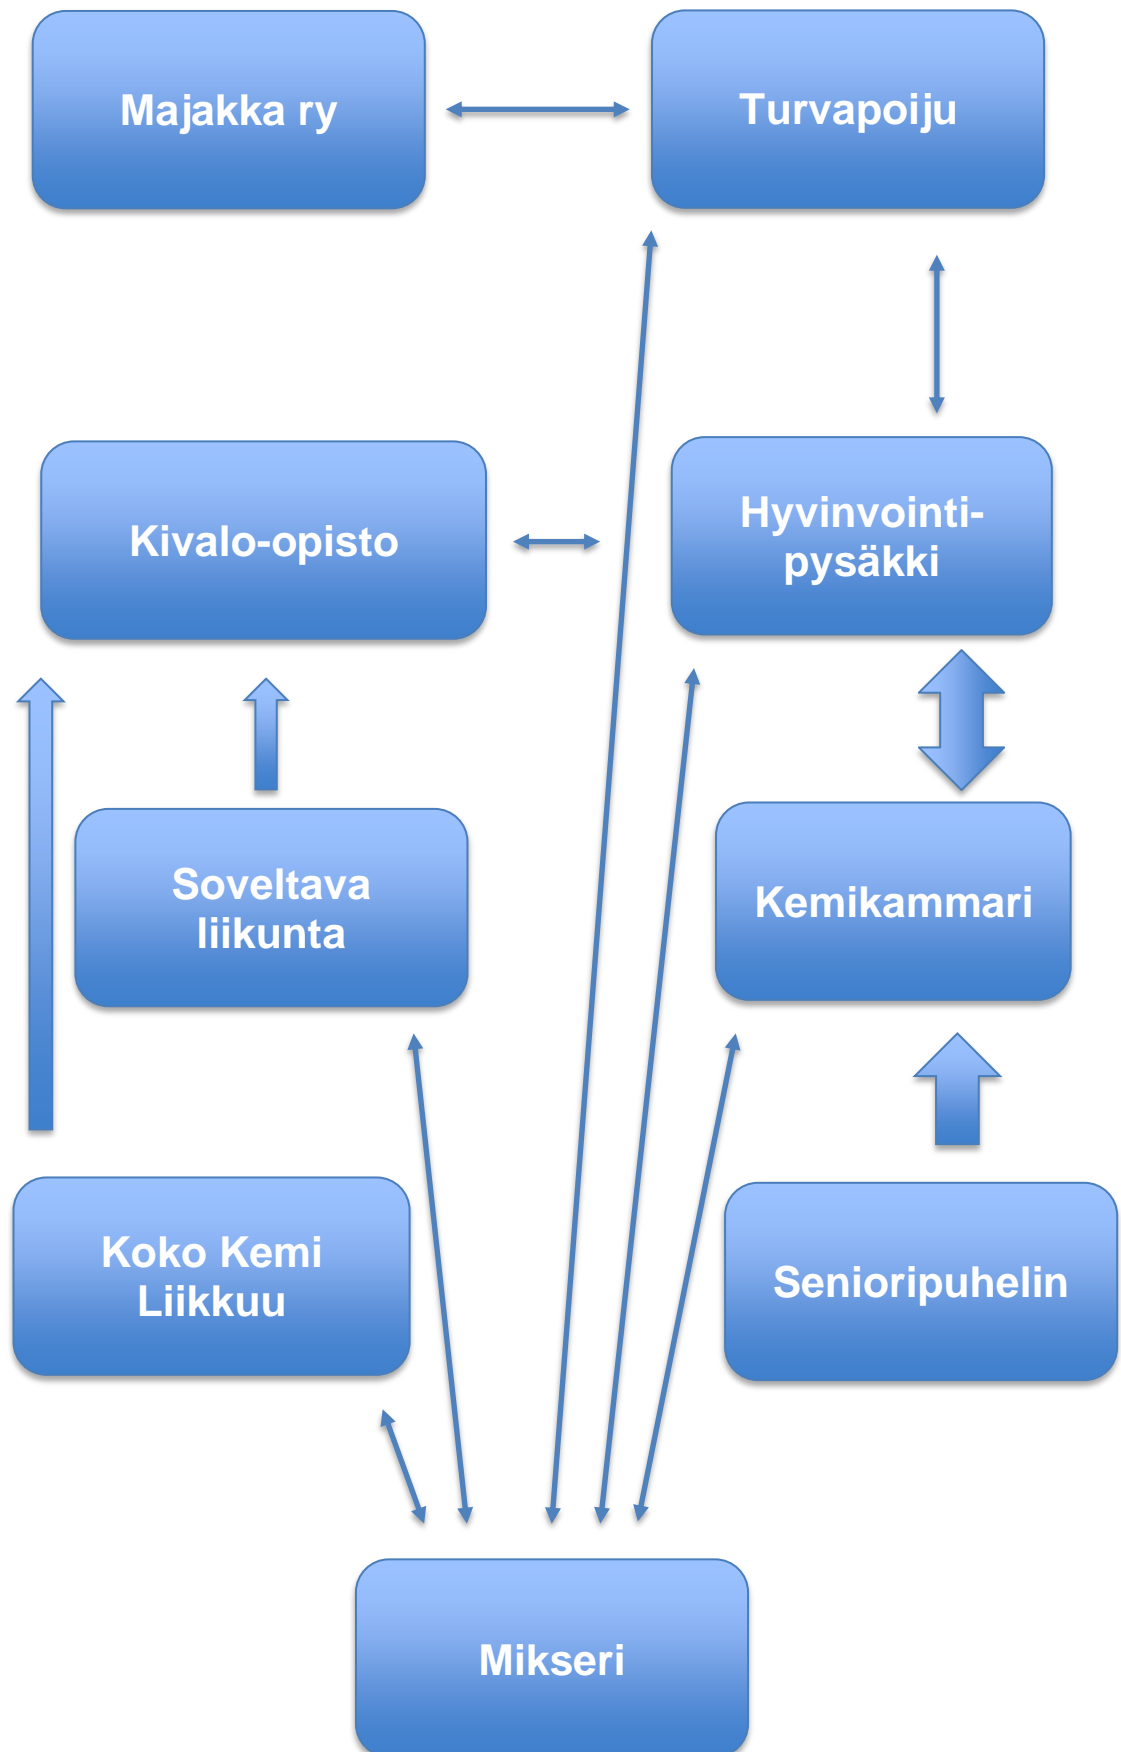 Majakka ry
Turvapoiju
Kivalo-opisto
Hyvinvointi-
pysäkki
Soveltava
liikunta
Kemikammari
Koko Kemi
Liikkuu
Senioripuhelin
Mikseri